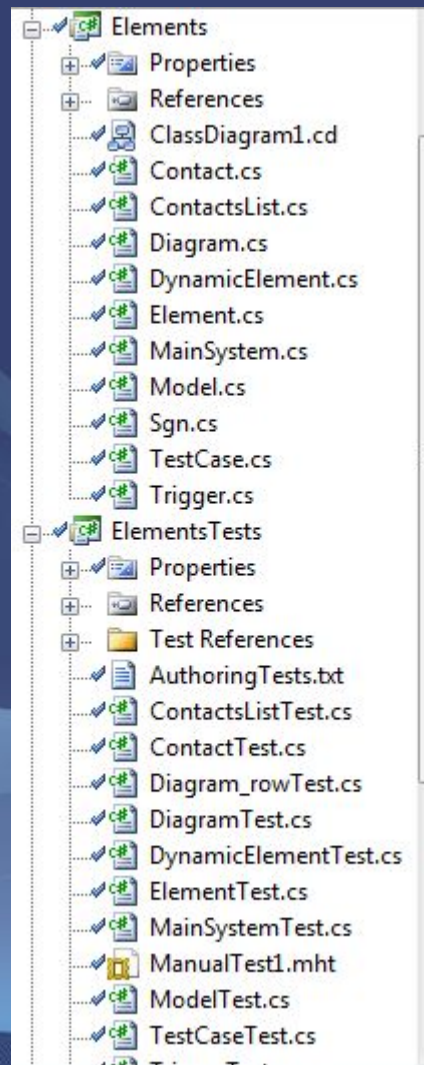 Elements
Properties
References
ClassDiagram1.cd
Contact.cs
ContactsList.cs
Diagram.cs
DynamicElement.cs
Element.cs
MainSystem.cs
Model.cs
Sgn.cs
TestCase.cs
Trigger.cs
ElementsTests
Properties
References
Test References
AuthoringTests.txt
ContactsListTest.cs
ContactTest.cs
Diagram_rowTest.cs
DiagramTest.cs
DynamicElementTest.cs
ElementTest.cs
MainSystemTest.cs
ManualTest1.mht
ModelTest.cs
TestCaseTest.cs